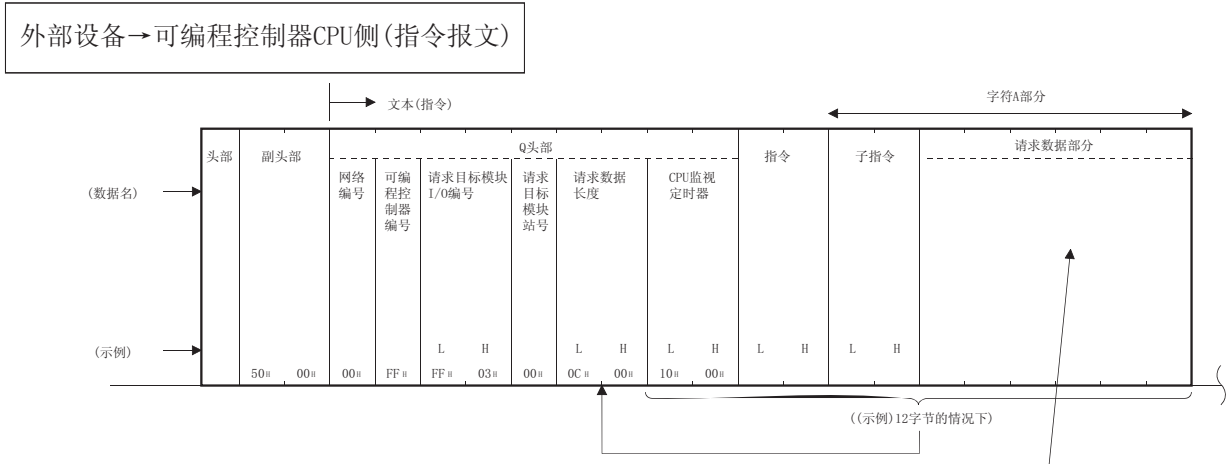 外部设备→可编程控制器CPU侧(指令报文)
文本(指令)
字符A部分
头部
副头部
Q头部
指令
子指令
请求数据部分
(数据名)
网络
编号
可编
程控
制器
编号
请求目标模块
I/O编号
请求
目标
模块
站号
请求数据
长度
CPU监视
定时器
(示例)
L H L H L H L H L H
50H 00H 00H FFH FFH 03H 00H 0CH 00H 10H 00H
((示例)12字节的情况下)